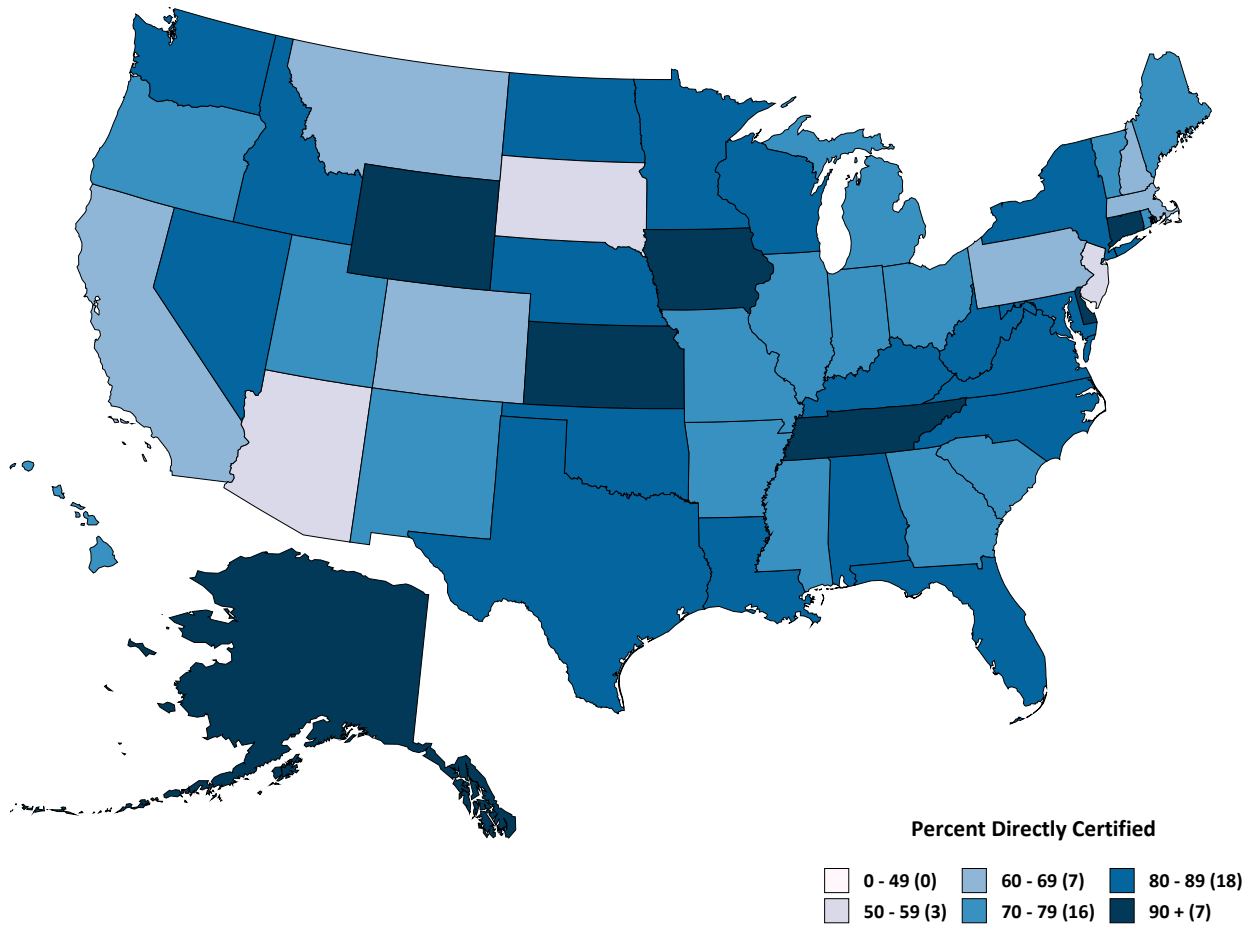 Percent Directly Certified
0 - 49 (0) 60 - 69 (7) 80 - 89 (18)
50 - 59 (3) 70 - 79 (16) 90 + (7)